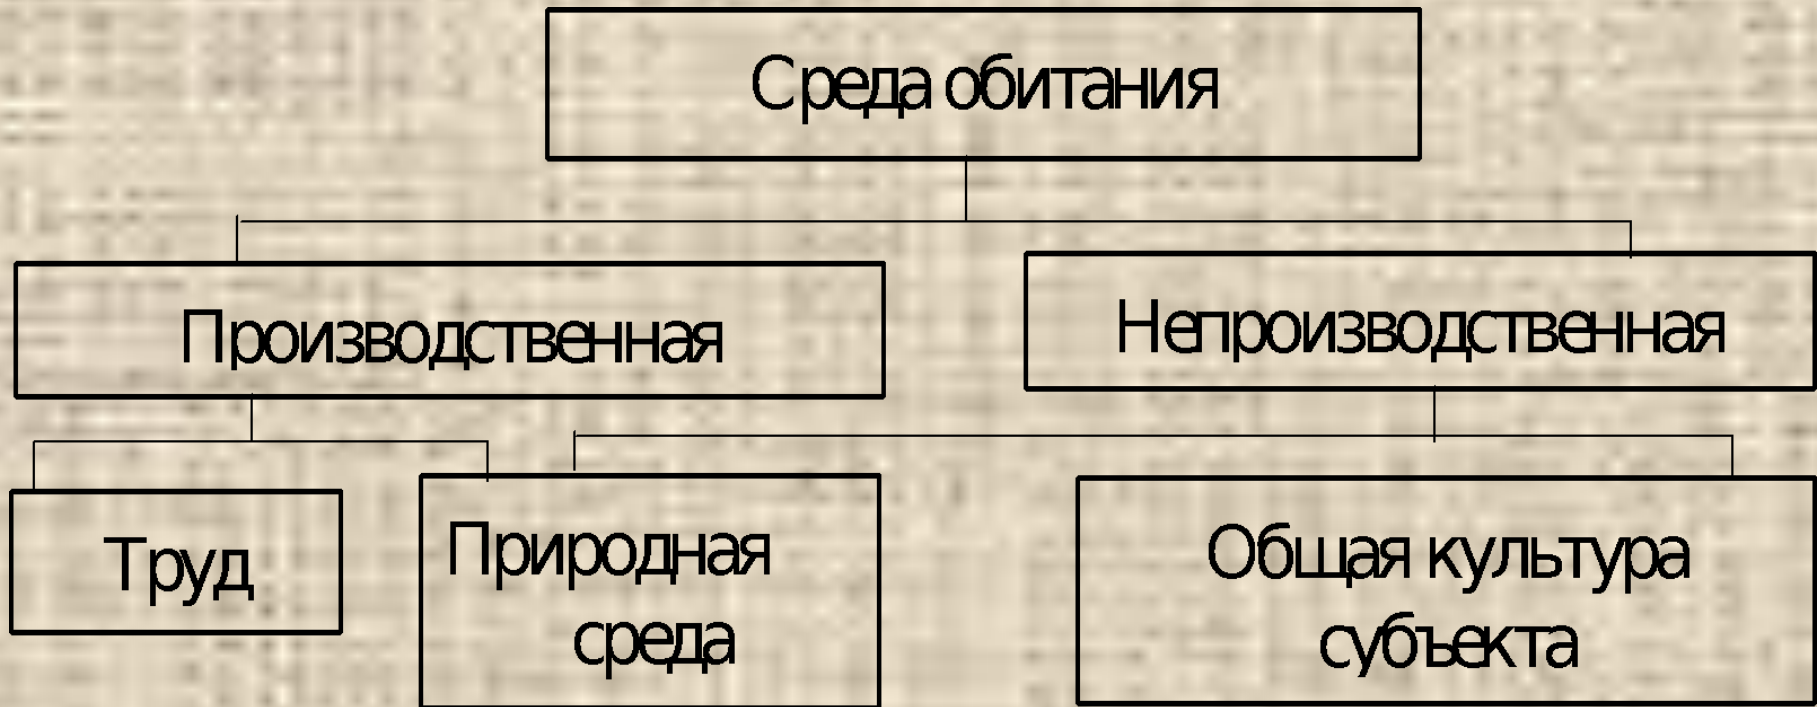 Среда обитания
Производственная
Непроизводственная
Труд
Природная
среда
Общая культура
субъекта